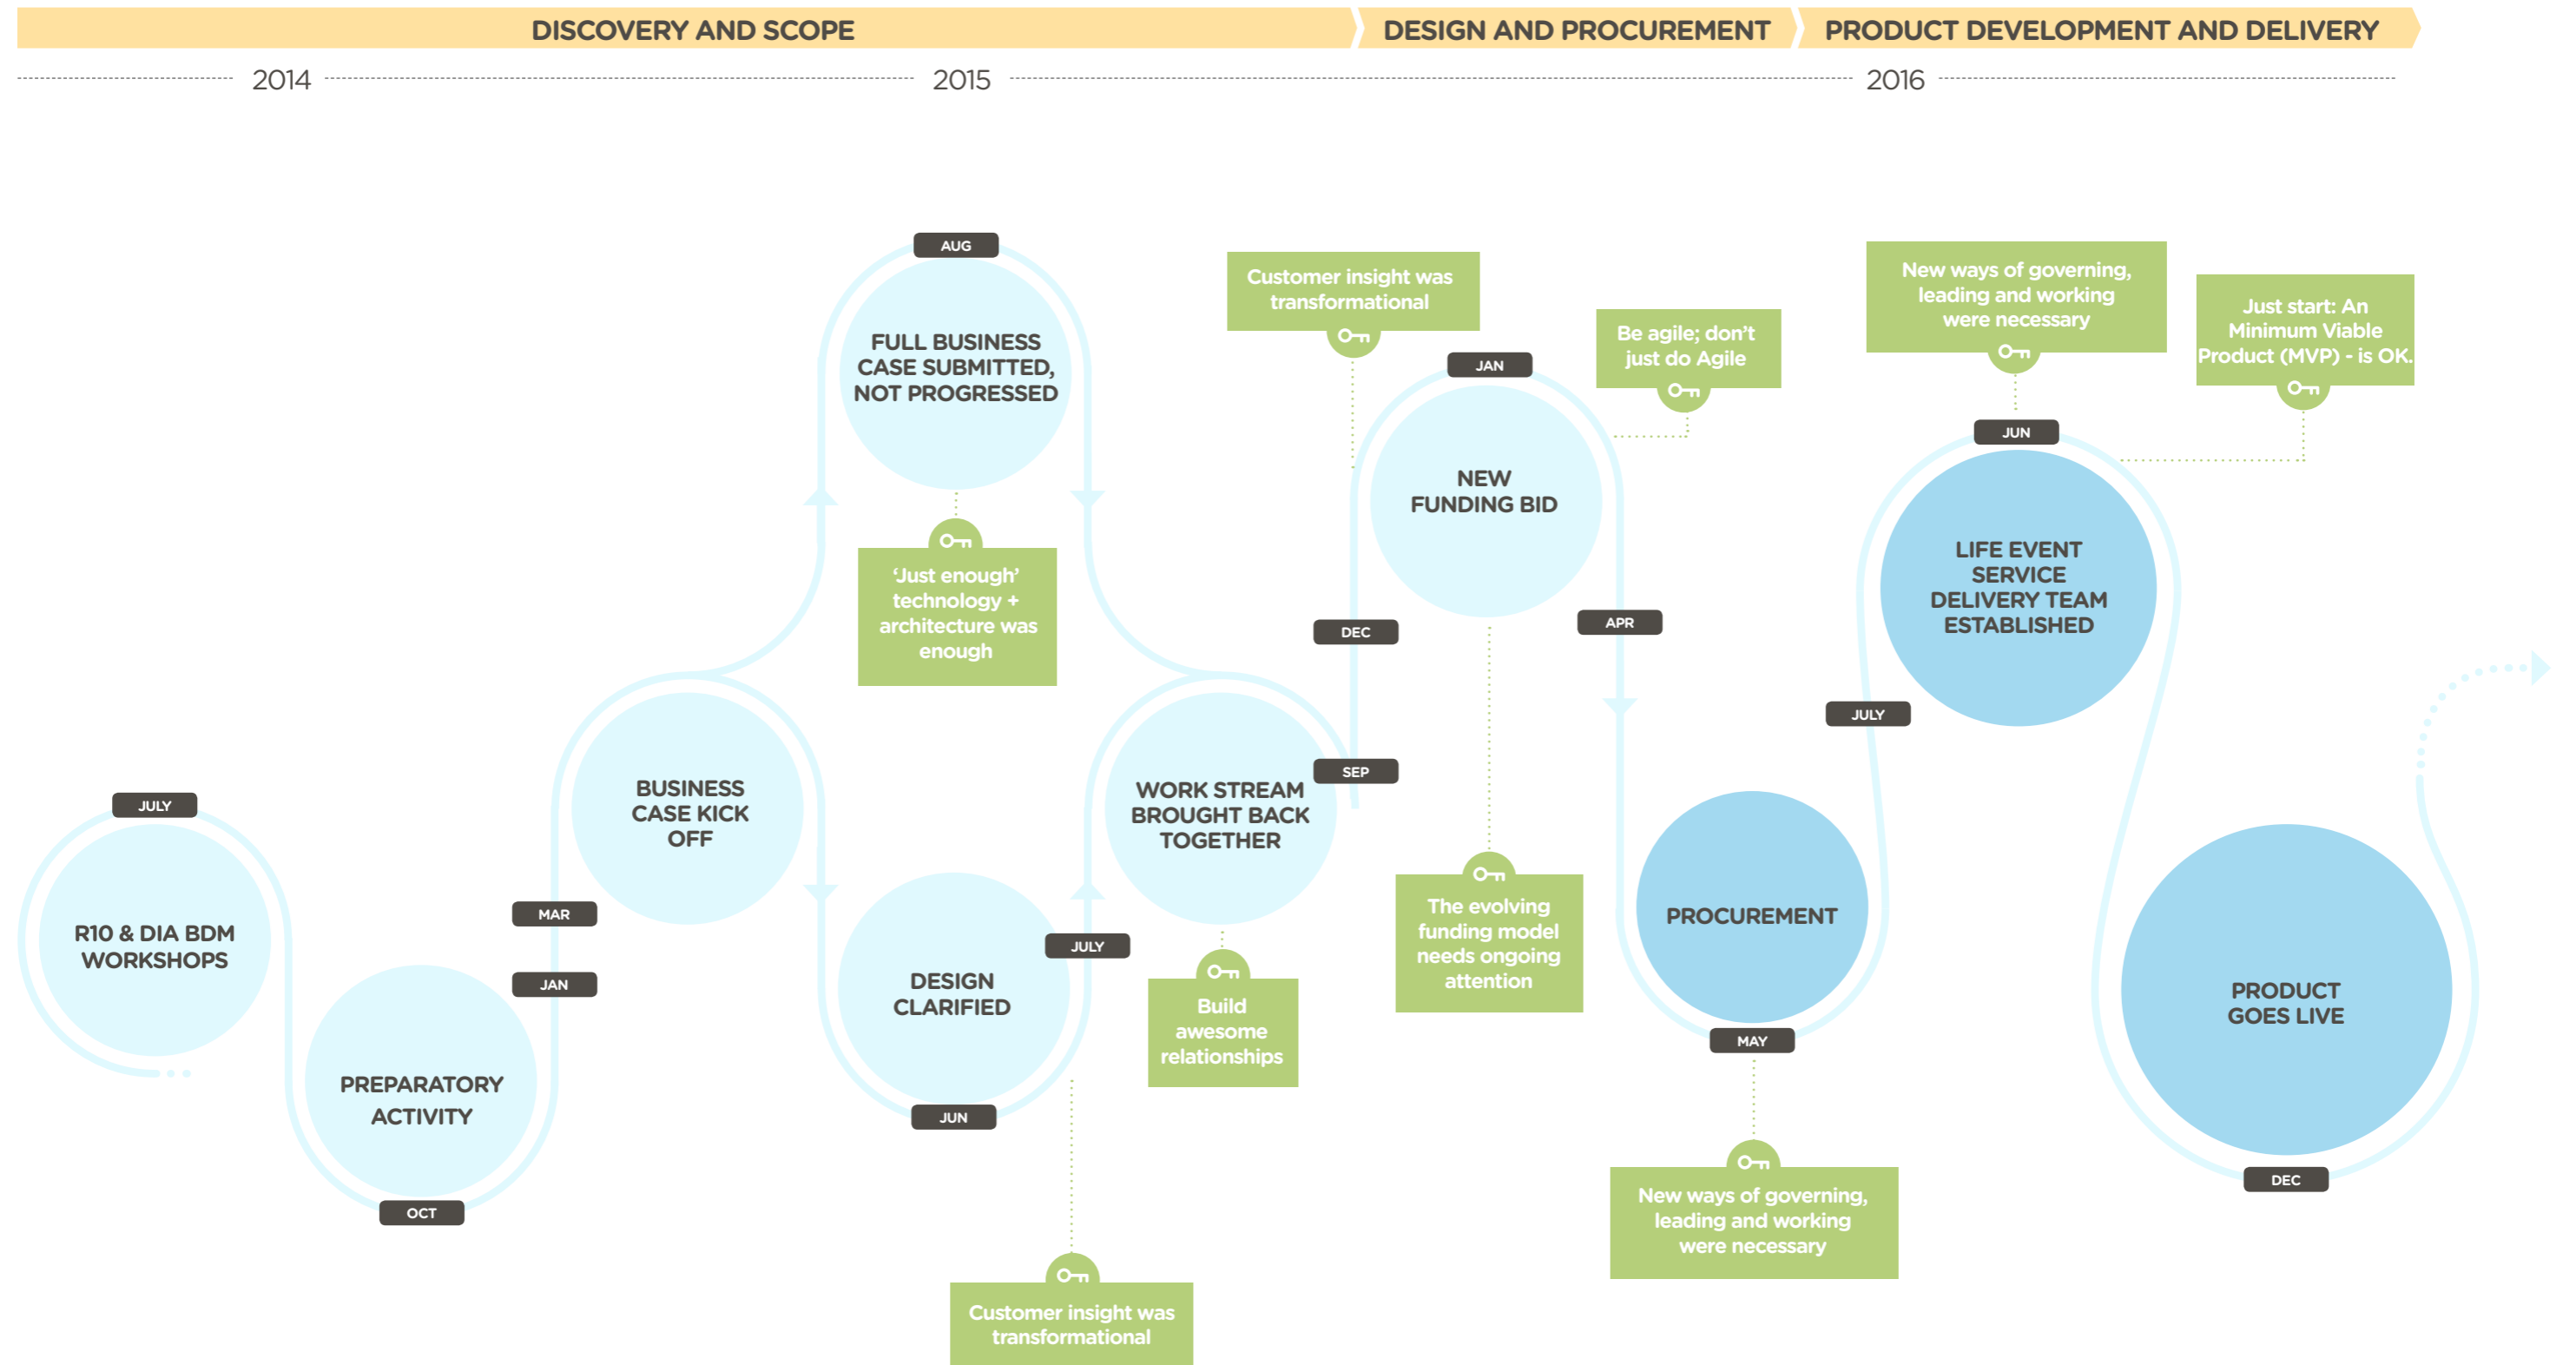 DISCOVERY AND SCOPE
DESIGN AND PROCUREMENT
PRODUCT DEVELOPMENT AND DELIVERY
2014
2015
2016
JULY
R10 & DIA BDM
WORKSHOPS
PREPARATORY
ACTIVITY
OCT
JAN
MAR
BUSINESS
CASE KICK
OFF
AUG
FULL BUSINESS
CASE SUBMITTED,
NOT PROGRESSED
‘Just enough’
technology +
architecture was
enough
DESIGN
CLARIFIED
JUN
JULY
Customer insight was
transformational
WORK STREAM
BROUGHT BACK
TOGETHER
SEP
Build
awesome
relationships
Customer insight was
transformational
DEC
JAN
NEW
FUNDING BID
The evolving
funding model
needs ongoing
attention
Be agile; don’t
just do Agile
APR
PROCUREMENT
MAY
New ways of governing,
leading and working
were necessary
JULY
New ways of governing,
leading and working
were necessary
JUN
LIFE EVENT
SERVICE
DELIVERY TEAM
ESTABLISHED
Just start: An
Minimum Viable
Product (MVP) - is OK.
PRODUCT
GOES LIVE
DEC